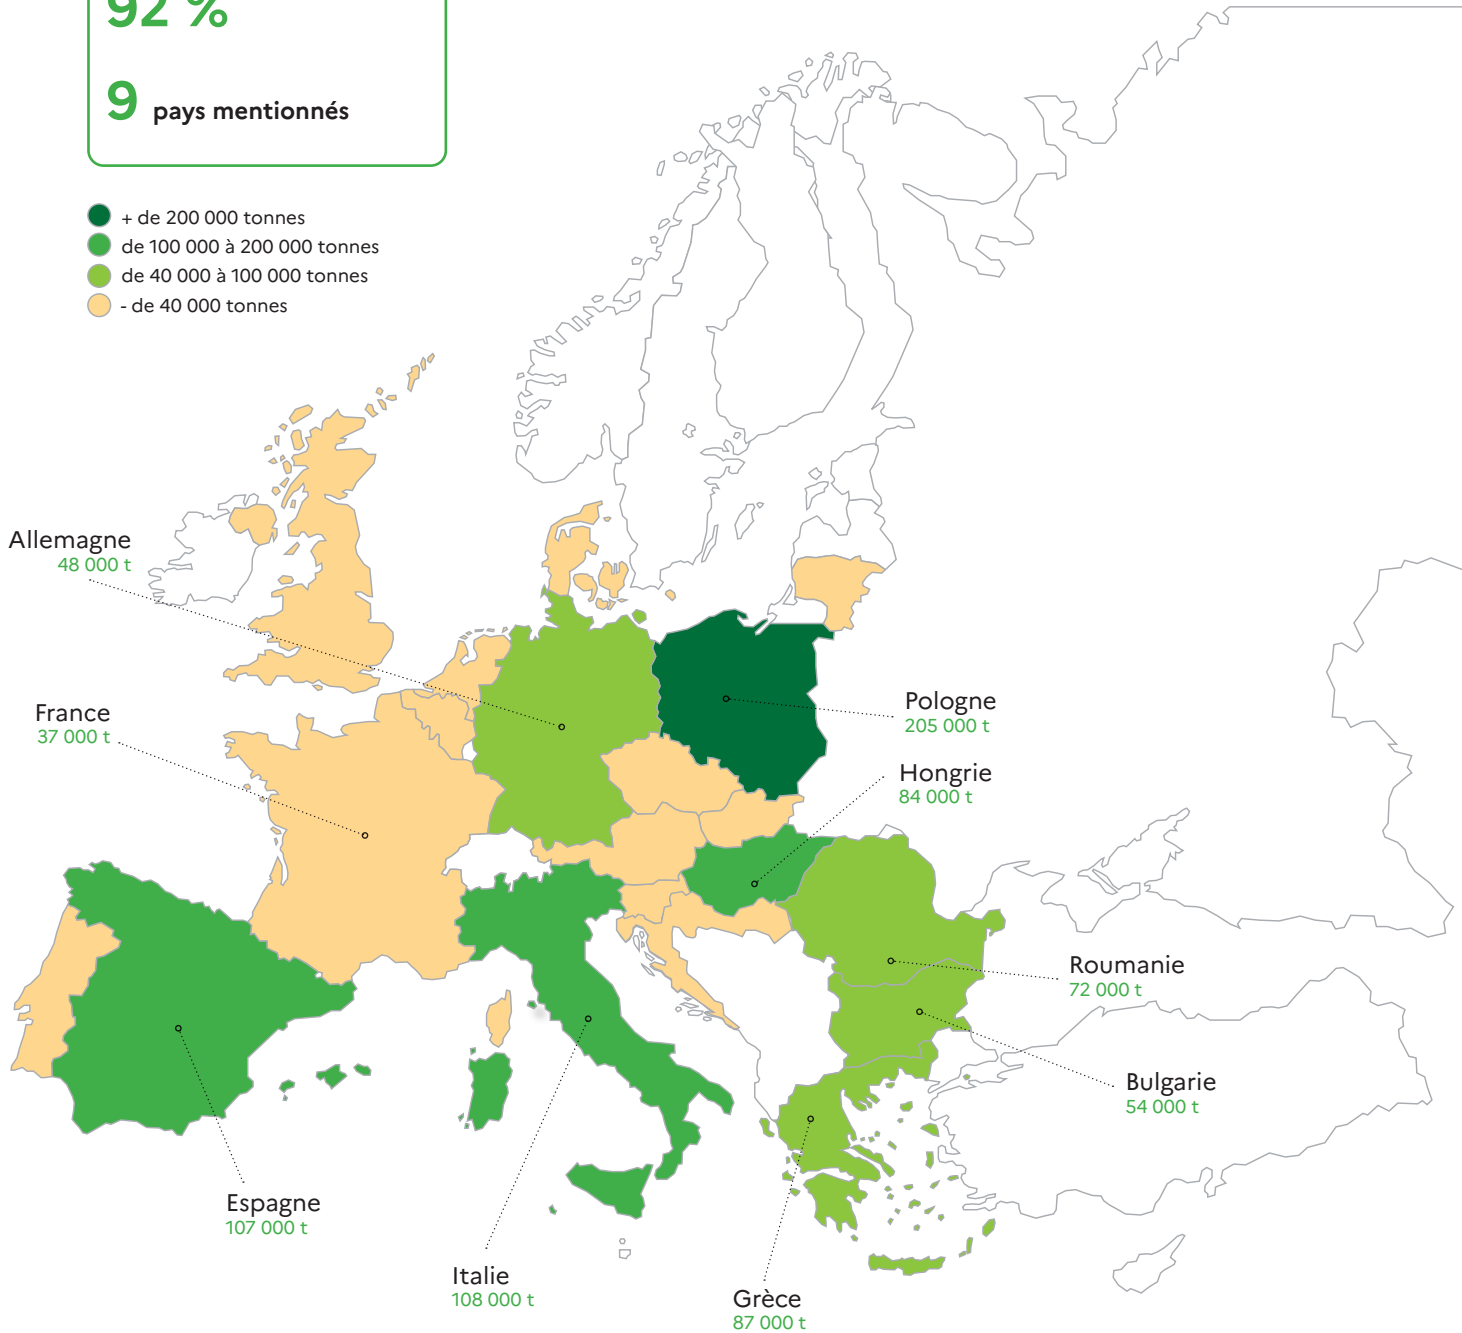 92 %
9 pays mentionnés
+ de 200 000 tonnes
de 100 000 à 200 000 tonnes
de 40 000 à 100 000 tonnes
- de 40 000 tonnes
Allemagne
48 000 t
France
37 000 t
Pologne
205 000 t
Hongrie
84 000 t
Roumanie
72 000 t
Bulgarie
54 000 t
Espagne
107 000 t
Italie
108 000 t
Grèce
87 000 t